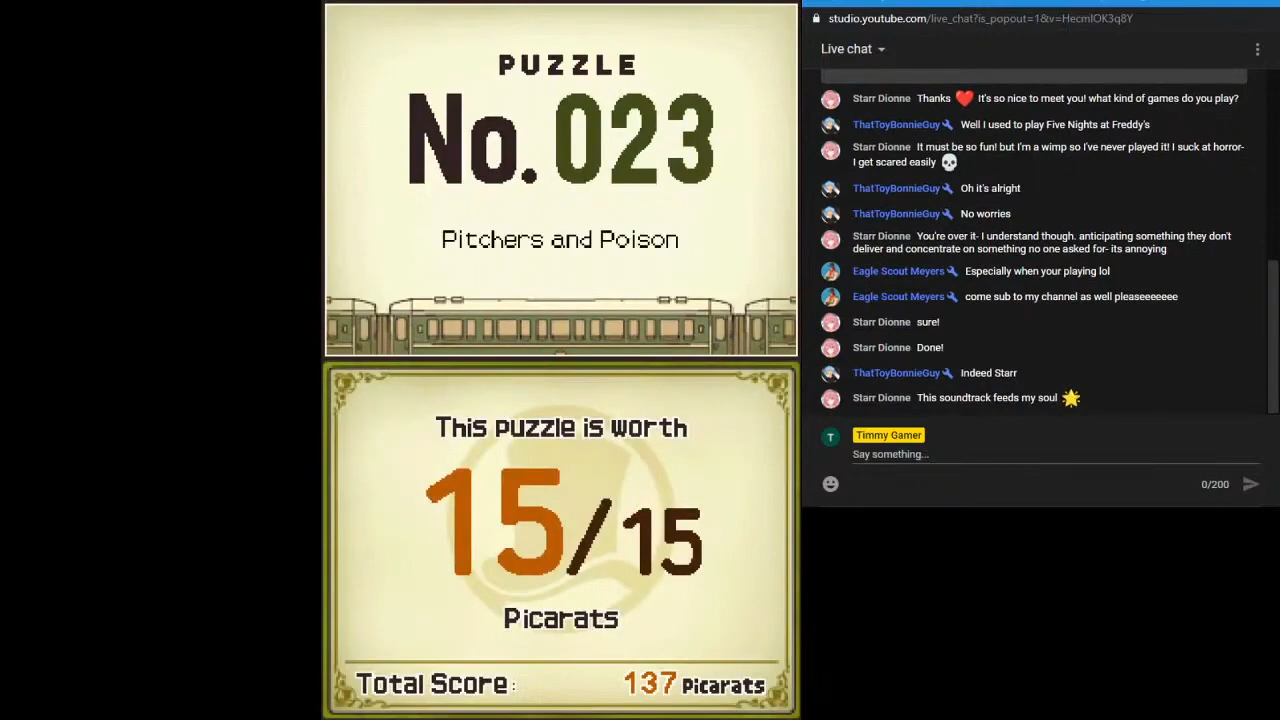 PUZZLE
No. 023
Pitchers and Poison
This puzzle is worth
15/15
Picarats
Total Score: 137 Picarats
studio.youtube.com/live_chat?is_popout=1&v=HecmlOK3q8Y
Live chat
Starr Dionne Thanks ❤️ It's so nice to meet you! what kind of games do you play?
ThatToyBonnieGuy Well I used to play Five Nights at Freddy's
Starr Dionne It must be so fun! but I'm a wimp so I've never played it! I suck at horror-
I get scared easily 💀
ThatToyBonnieGuy Oh it's alright
ThatToyBonnieGuy No worries
Starr Dionne You're over it- I understand though. anticipating something they don't
deliver and concentrate on something no one asked for- its annoying
Eagle Scout Meyers Especially when your playing lol
Eagle Scout Meyers come sub to my channel as well pleaseeeeeee
Starr Dionne sure!
Starr Dionne Done!
ThatToyBonnieGuy Indeed Starr
Starr Dionne This soundtrack feeds my soul 🌟
T
Timmy Gamer
Say something...
0/200